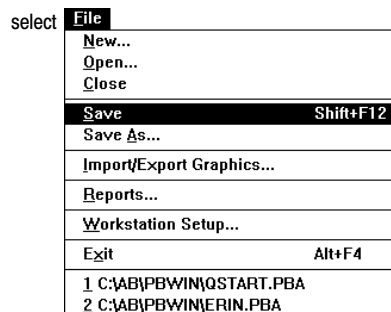 select File
New...
Open...
Close
Save Shift+F12
Save As...
Import/Export Graphics...
Reports...
Workstation Setup...
Exit Alt+F4
1 C:\AB\PBWIN\QSTART.PBA
2 C:\AB\PBWIN\ERIN.PBA